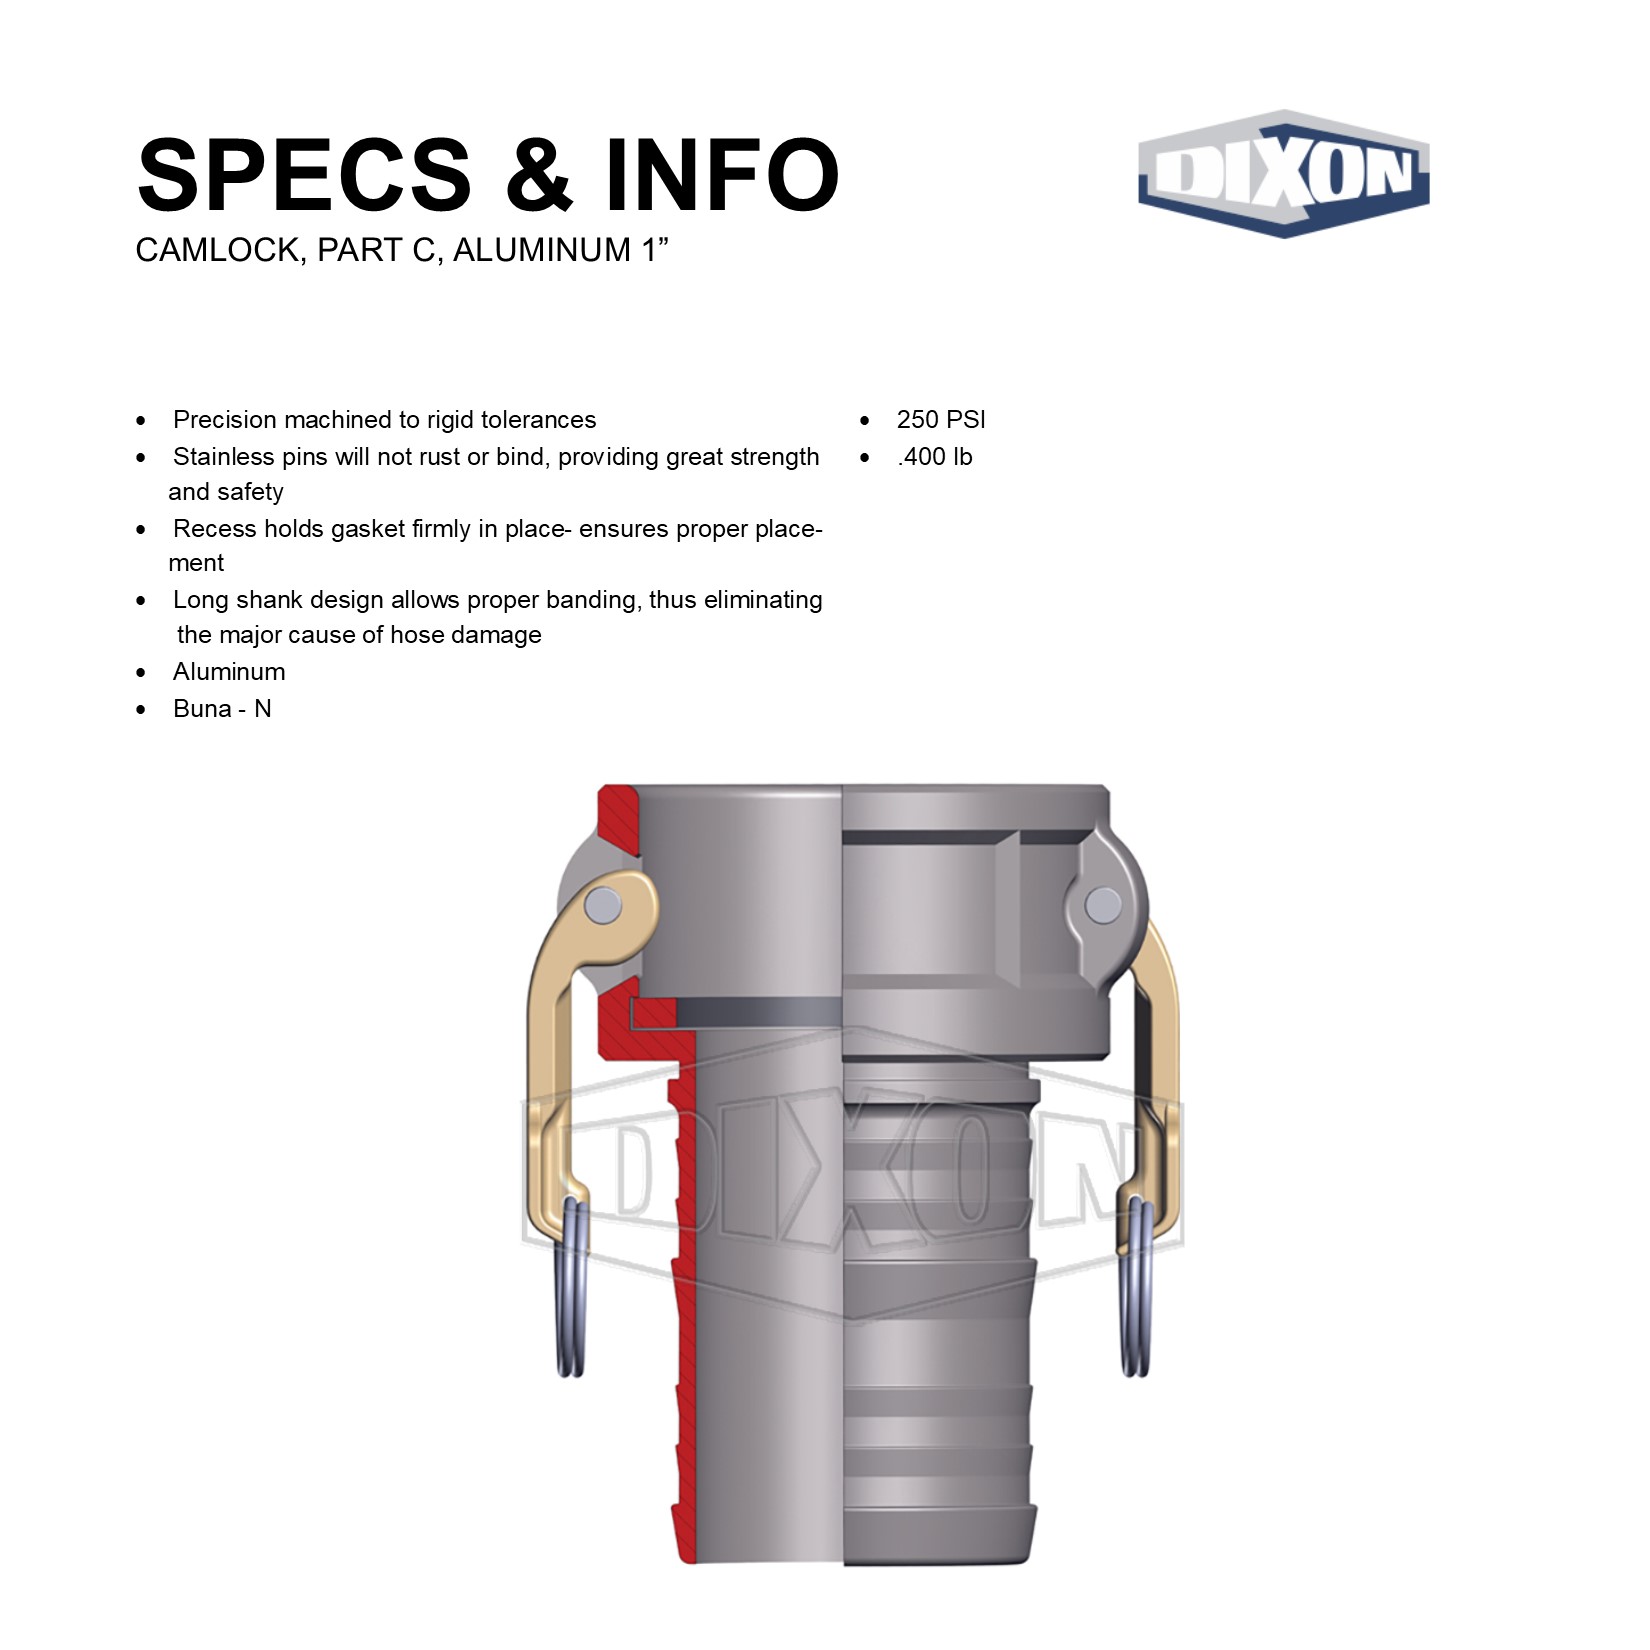 SPECS & INFO
CAMLOCK, PART C, ALUMINUM 1”
DIXON
• Precision machined to rigid tolerances
• Stainless pins will not rust or bind, providing great strength
and safety
• Recess holds gasket firmly in place- ensures proper place-
ment
• Long shank design allows proper banding, thus eliminating
the major cause of hose damage
• Aluminum
• Buna - N
• 250 PSI
• .400 lb
DIXON